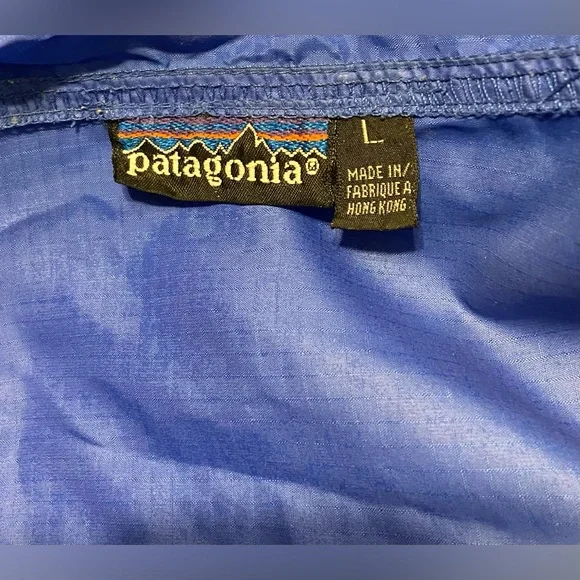 patagonia®
L
MADE IN/
FABRIQUE A
HONG KONG